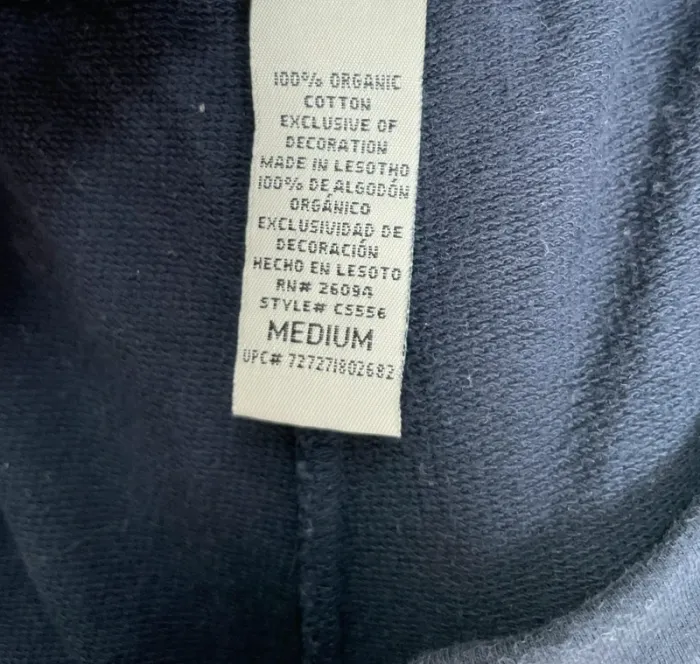 100% ORGANIC
COTTON
EXCLUSIVE OF
DECORATION
MADE IN LESOTHO
100% DE ALGODÓN
ORGÁNICO
EXCLUSIVIDAD DE
DECORACIÓN
HECHO EN LESOTO
RN# 26094
STYLE# CS556
MEDIUM
UPC# 727271802682